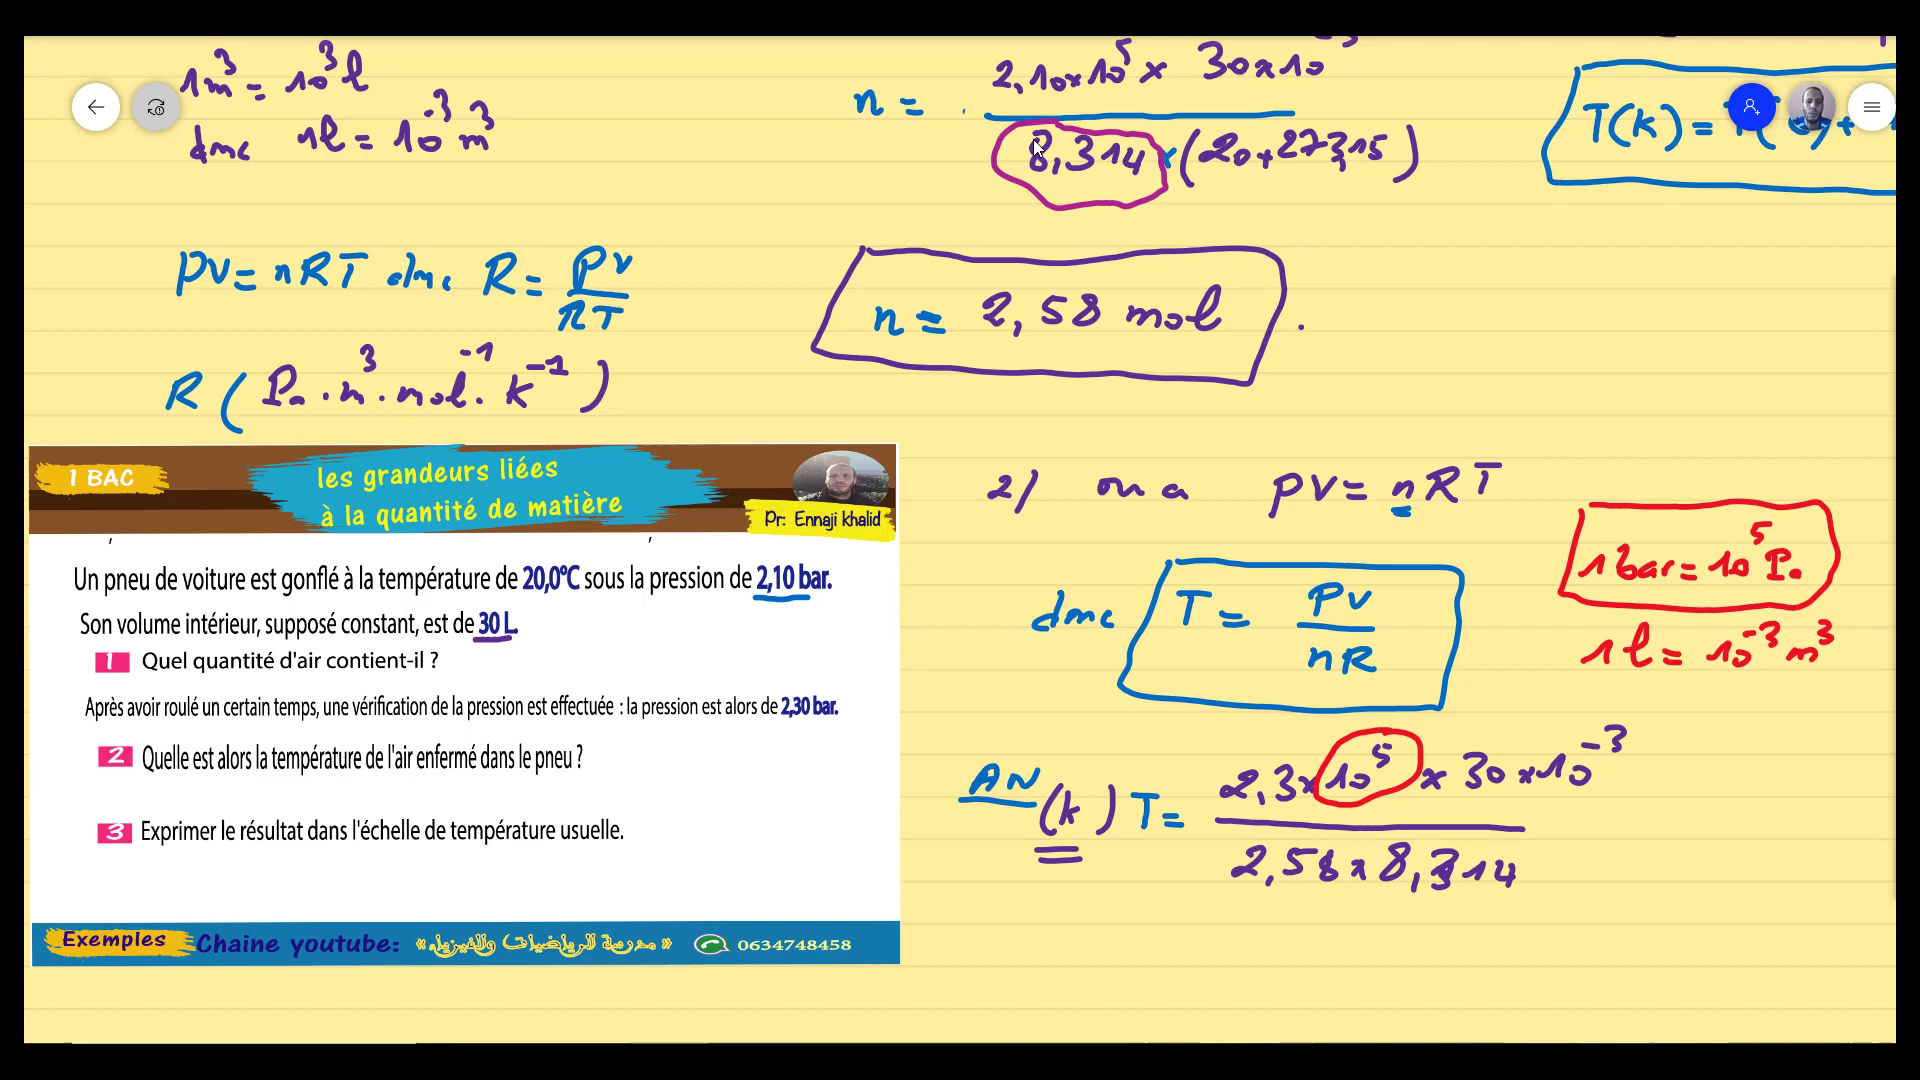 1m³ = 10³ l
donc 1l = 10⁻³ m³
n = 2,10x10⁵ x 30x10⁻³ / 8,314 x (20+273,15)
T(K) =
PV = nRT donc R = PV / nT
n = 2,58 mol.
R ( Pa . m³ . mol⁻¹ . K⁻¹ )
1 BAC
les grandeurs liées
à la quantité de matière
Pr: Ennaji khalid
Un pneu de voiture est gonflé à la température de 20,0°C sous la pression de 2,10 bar.
Son volume intérieur, supposé constant, est de 30 L.
1 Quel quantité d'air contient-il ?
Après avoir roulé un certain temps, une vérification de la pression est effectuée : la pression est alors de 2,30 bar.
2 Quelle est alors la température de l'air enfermé dans le pneu ?
3 Exprimer le résultat dans l'échelle de température usuelle.
Exemples Chaine youtube: « مدرسة الرياضيات والفيزياء » 0634748458
2) on a PV = nRT
donc T = PV / nR
1 bar = 10⁵ Pa
1 l = 10⁻³ m³
AN (K) T = 2,3x10⁵ x 30x10⁻³ / 2,58 x 8,314